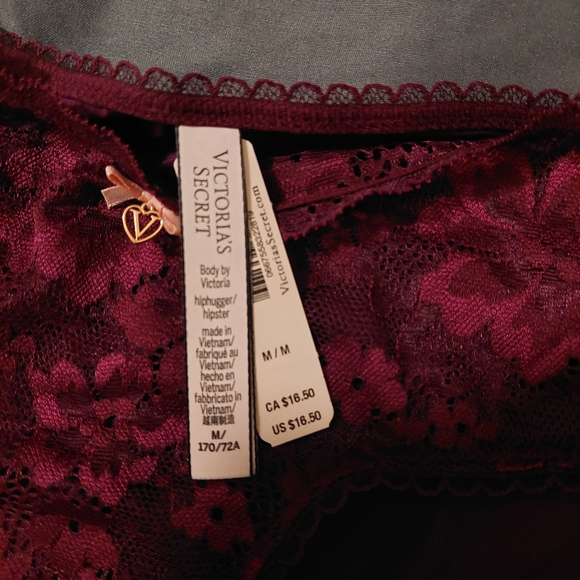 VICTORIA'S
SECRET
Body by
Victoria
hiphugger/
hipster
made in
Vietnam/
fabriqué au
Vietnam/
hecho en
Vietnam/
fabbricato in
Vietnam/
越南制造
M/
170/72A
VictoriasSecret.com
M / M
CA $16.50
US $16.50
V